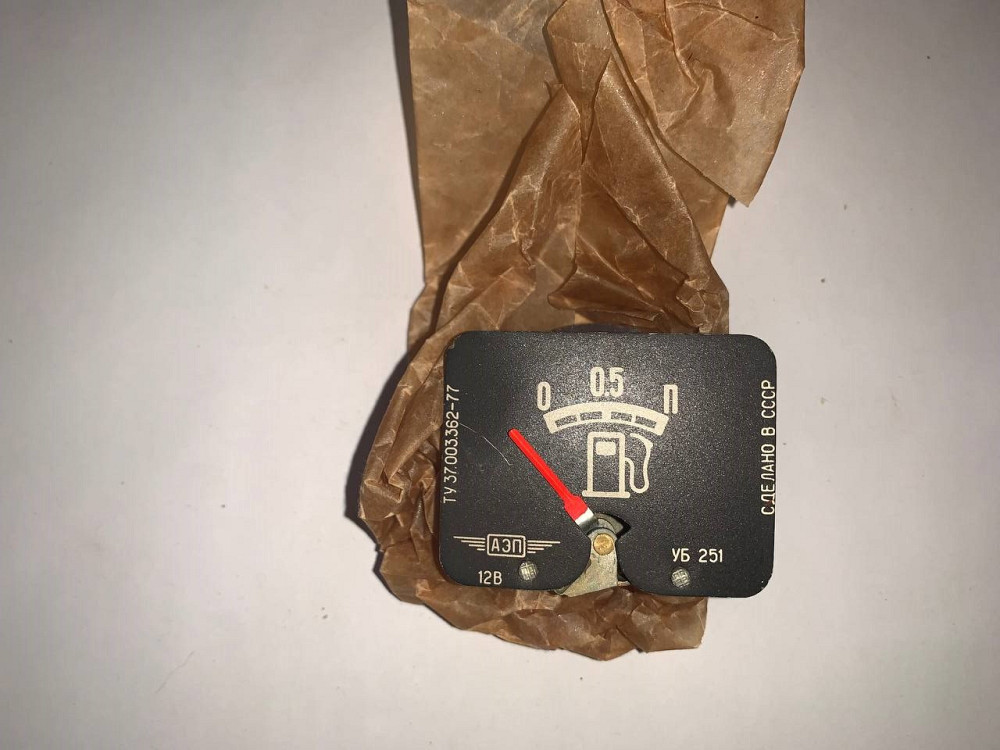 0 0.5 П
ТУ 37.003.362-77
СДЕЛАНО В СССР
АЭП
12В
УБ 251